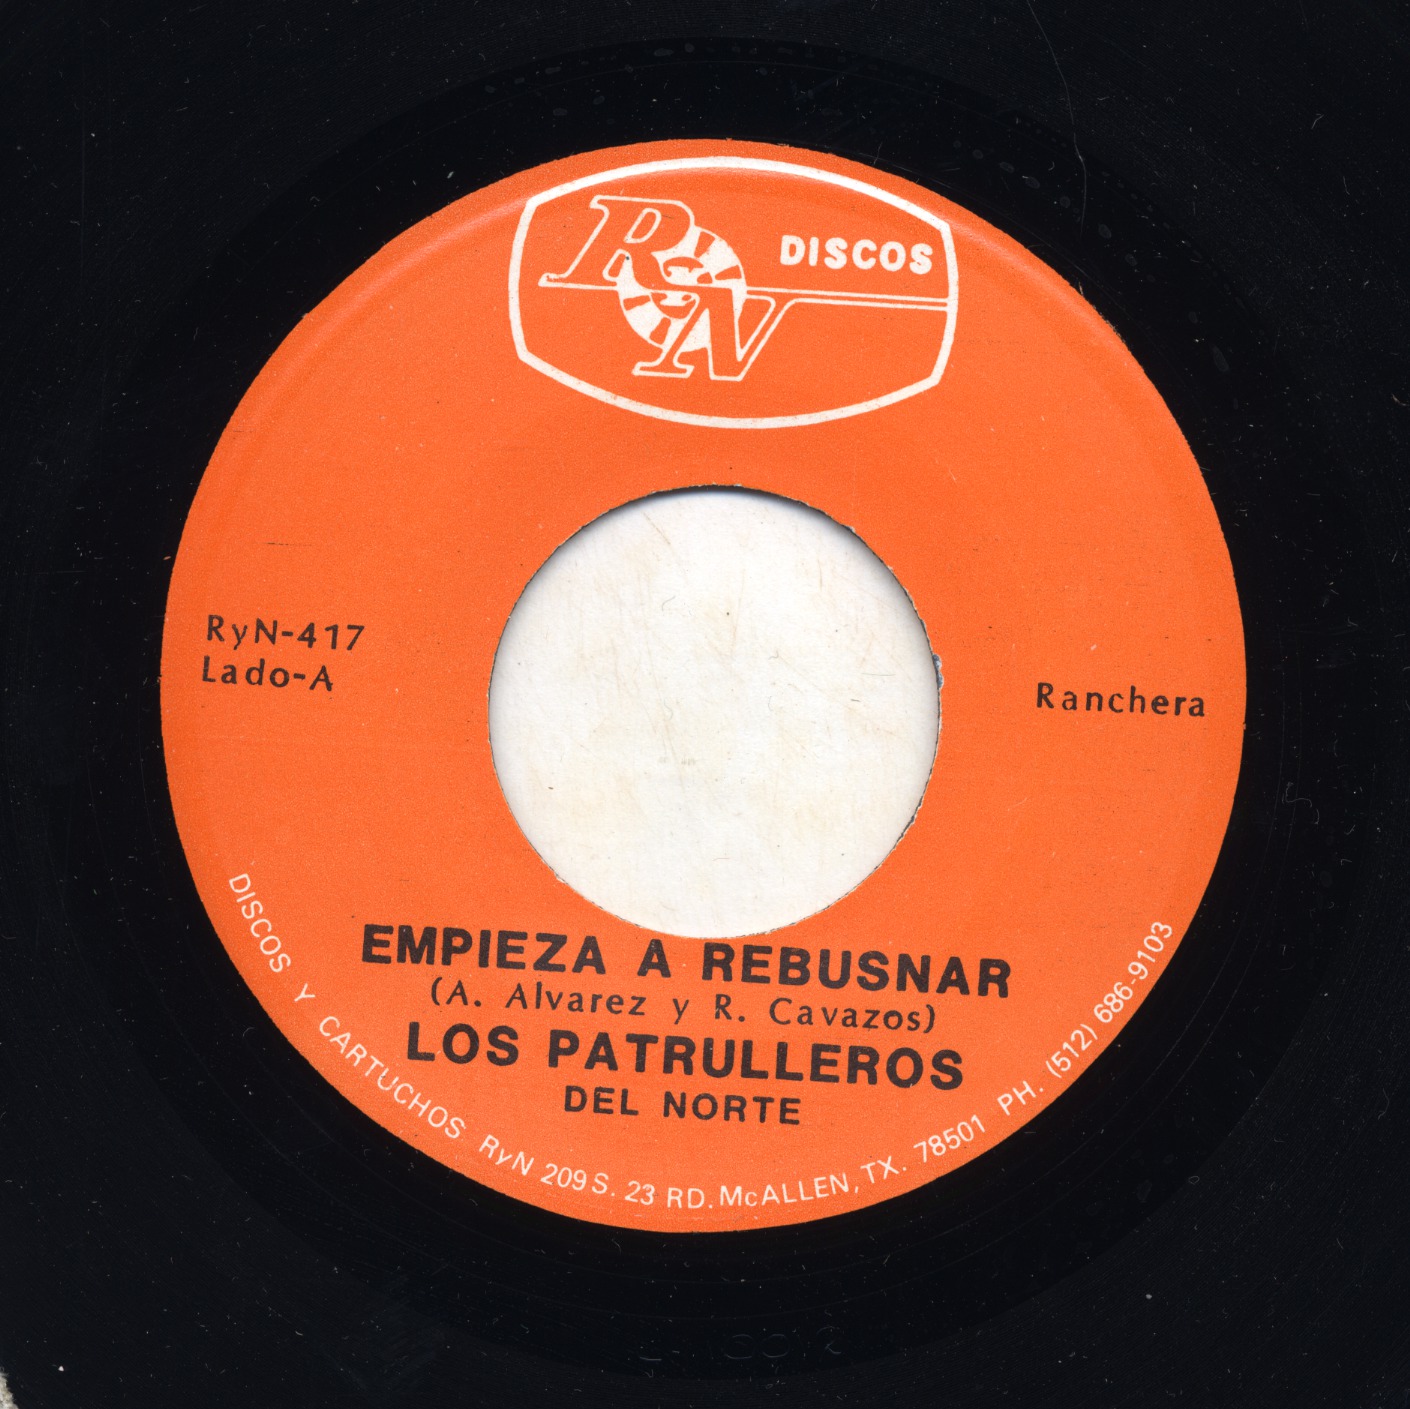 RyN DISCOS
RyN-417
Lado-A
Ranchera
EMPIEZA A REBUSNAR
(A. Alvarez y R. Cavazos)
LOS PATRULLEROS
DEL NORTE
DISCOS Y CARTUCHOS RyN 209 S. 23 RD. McALLEN, TX. 78501 PH. (512) 686-9103